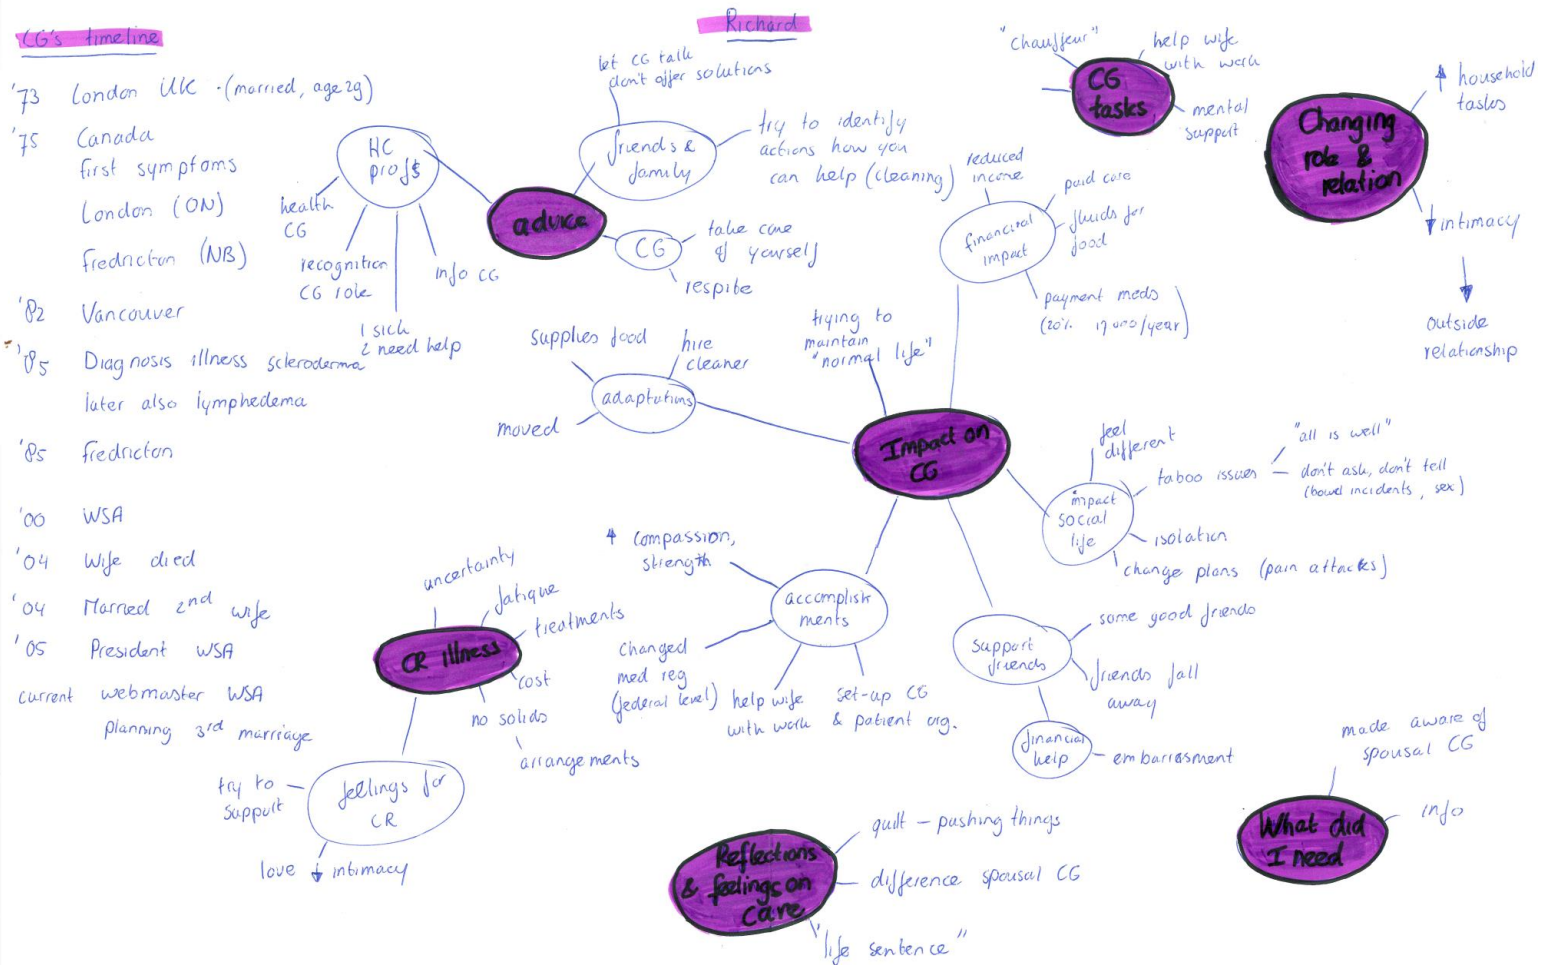 CG's timeline
'73 London UK - (married, age 29)
'75 Canada
first symptoms
London (ON)
Fredricton (NB)
'82 Vancouver
'85 Diagnosis illness scleroderma
later also lymphedema
'85 Fredricton
'00 WSA
'04 Wife died
'04 Married 2nd wife
'05 President WSA
current webmaster WSA
planning 3rd marriage
Richard
advice
HC profs
health
CG
recognition
CG role
1 sick
2 need help
info CG
friends &
family
let CG talk
don't offer solutions
try to identify
actions how you
can help (cleaning)
CG
take care
of yourself
respite
CG
tasks
"Chauffeur"
help wife
with work
mental
support
Changing
role &
relation
↑ household
tasks
↓ intimacy
outside
relationship
Impact on
CG
trying to
maintain
"normal life"
financial
impact
reduced
income
paid care
fluids for
food
payment meds
(20% 17000/year)
adaptations
supplies food
hire
cleaner
moved
impact
social
life
feel
different
taboo issues
"all is well"
don't ask, don't tell
(bowel incidents, sex)
isolation
change plans (pain attacks)
support
friends
some good friends
friends fall
away
financial
help
embarrasment
accomplish
ments
↑ compassion,
strength
changed
med reg
(federal level)
help wife
with work
set-up CG
& patient org.
CR illness
uncertainty
fatigue
treatments
cost
no solids
arrangements
feelings for
CR
try to
support
love ↓ intimacy
Reflections
& feelings on
care
guilt - pushing things
difference spousal CG
"life sentence"
What did
I need
made aware of
spousal CG
info